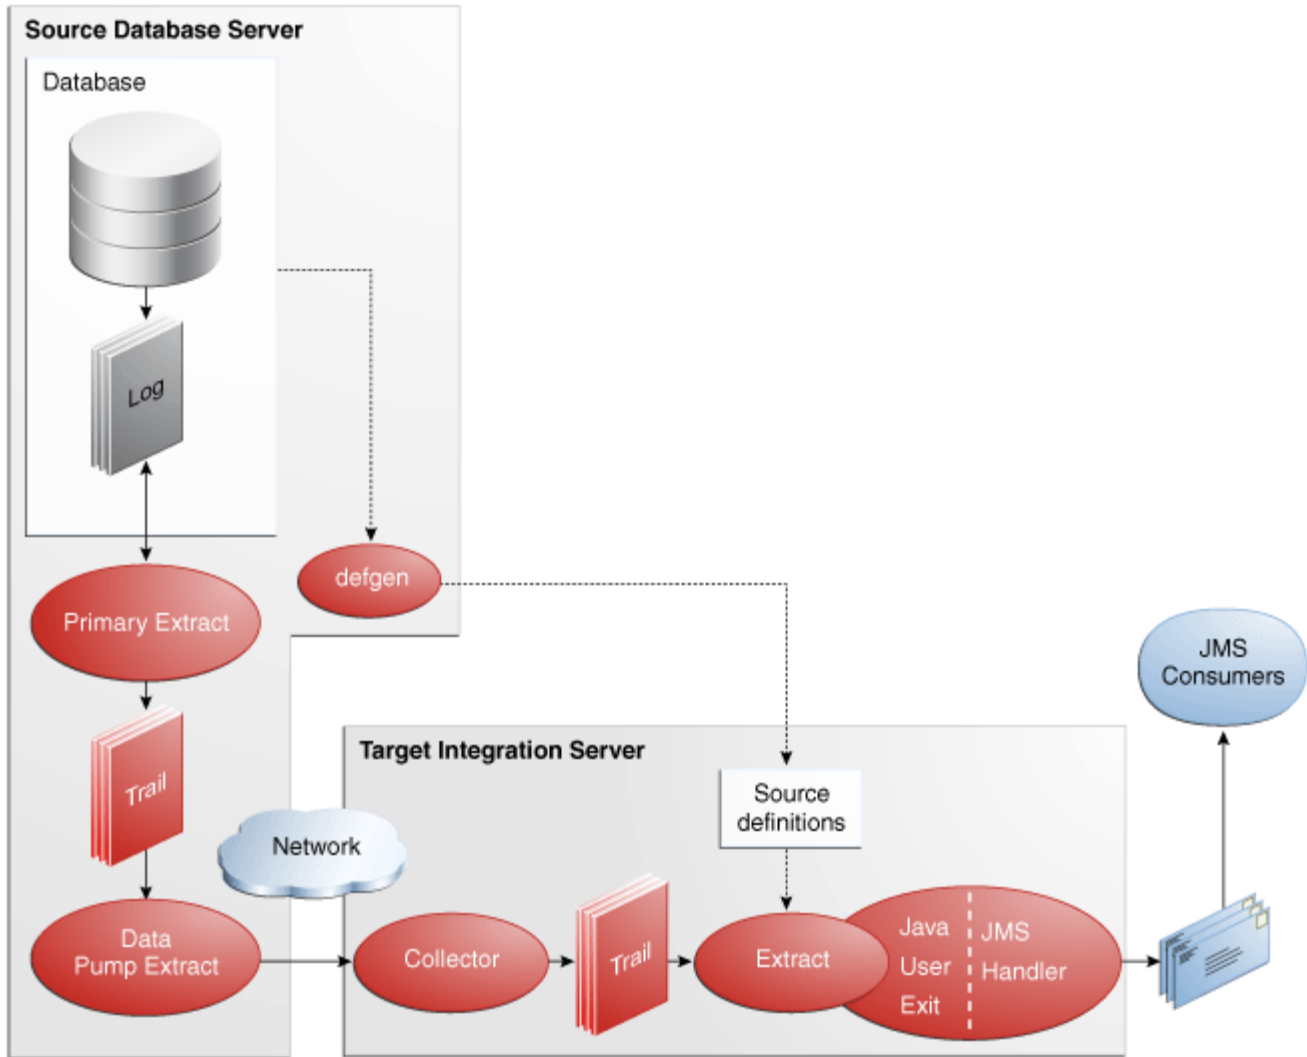 Source Database Server
Database
Log
defgen
Primary Extract
Trail
Network
Data
Pump Extract
Target Integration Server
Source
definitions
Collector
Trail
Extract
Java
User
Exit
JMS
Handler
JMS
Consumers